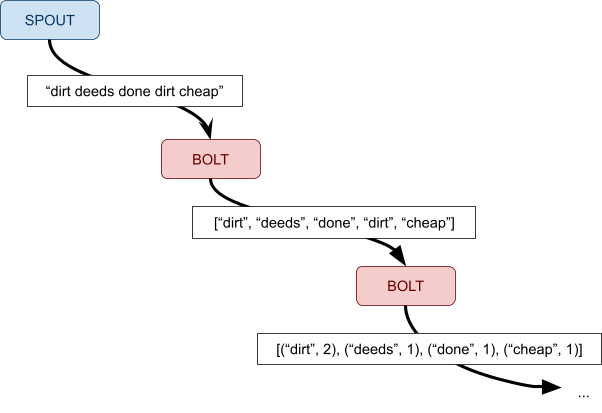 SPOUT
“dirt deeds done dirt cheap”
BOLT
[“dirt”, “deeds”, “done”, “dirt”, “cheap”]
BOLT
[(“dirt”, 2), (“deeds”, 1), (“done”, 1), (“cheap”, 1)]
...